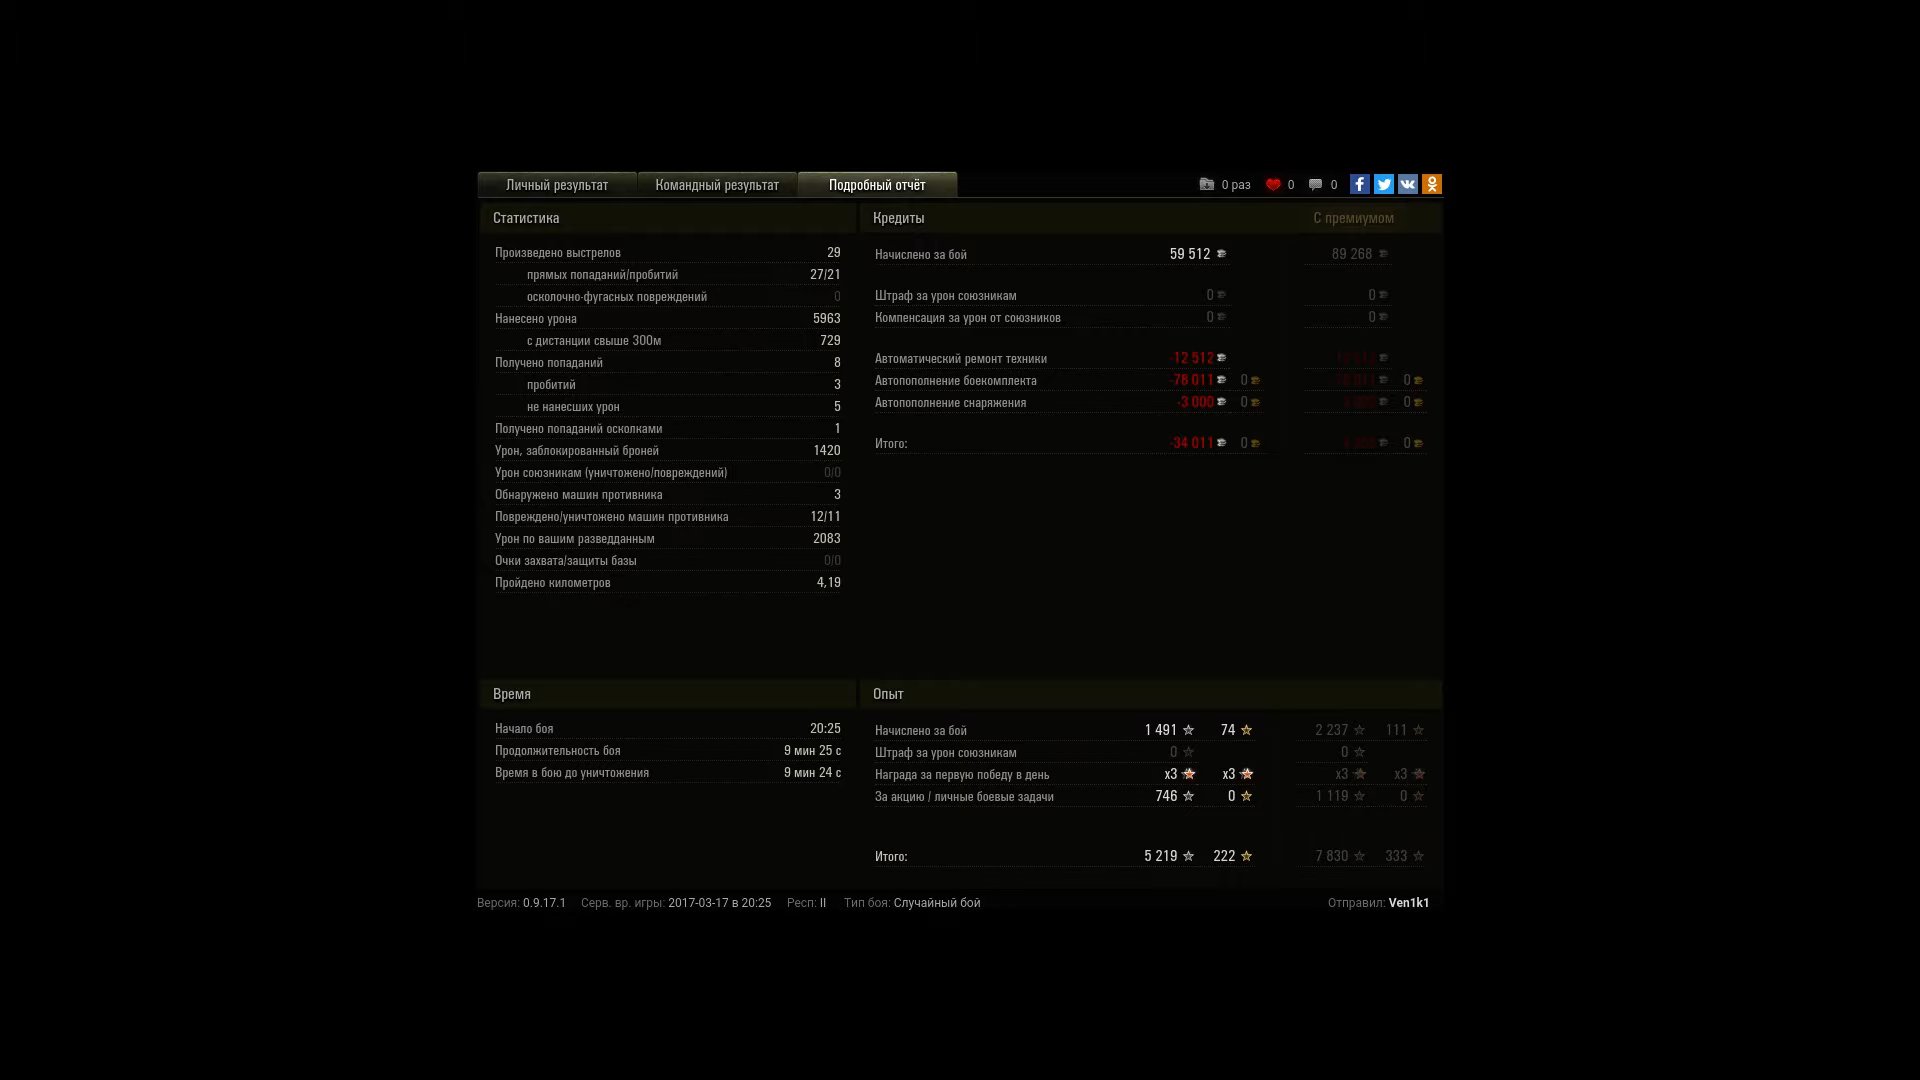 Личный результат Командный результат Подробный отчёт 0 раз 0 0
Статистика
Произведено выстрелов 29
прямых попаданий/пробитий 27/21
осколочно-фугасных повреждений 0
Нанесено урона 5963
с дистанции свыше 300м 729
Получено попаданий 8
пробитий 3
не нанесших урон 5
Получено попаданий осколками 1
Урон, заблокированный броней 1420
Урон союзникам (уничтожено/повреждений) 0/0
Обнаружено машин противника 3
Повреждено/уничтожено машин противника 12/11
Урон по вашим разведданным 2083
Очки захвата/защиты базы 0/0
Пройдено километров 4,19
Кредиты С премиумом
Начислено за бой 59 512 89 268
Штраф за урон союзникам 0 0
Компенсация за урон от союзников 0 0
Автоматический ремонт техники -12 512
Автопополнение боекомплекта -78 011 0 0
Автопополнение снаряжения -3 000 0 0
Итого: -34 011 0 0
Время
Начало боя 20:25
Продолжительность боя 9 мин 25 с
Время в бою до уничтожения 9 мин 24 с
Опыт
Начислено за бой 1 491 74 2 237 111
Штраф за урон союзникам 0 0
Награда за первую победу в день x3 x3 x3 x3
За акцию / личные боевые задачи 746 0 1 119 0
Итого: 5 219 222 7 830 333
Версия: 0.9.17.1 Серв. вр. игры: 2017-03-17 в 20:25 Респ: II Тип боя: Случайный бой Отправил: Ven1k1